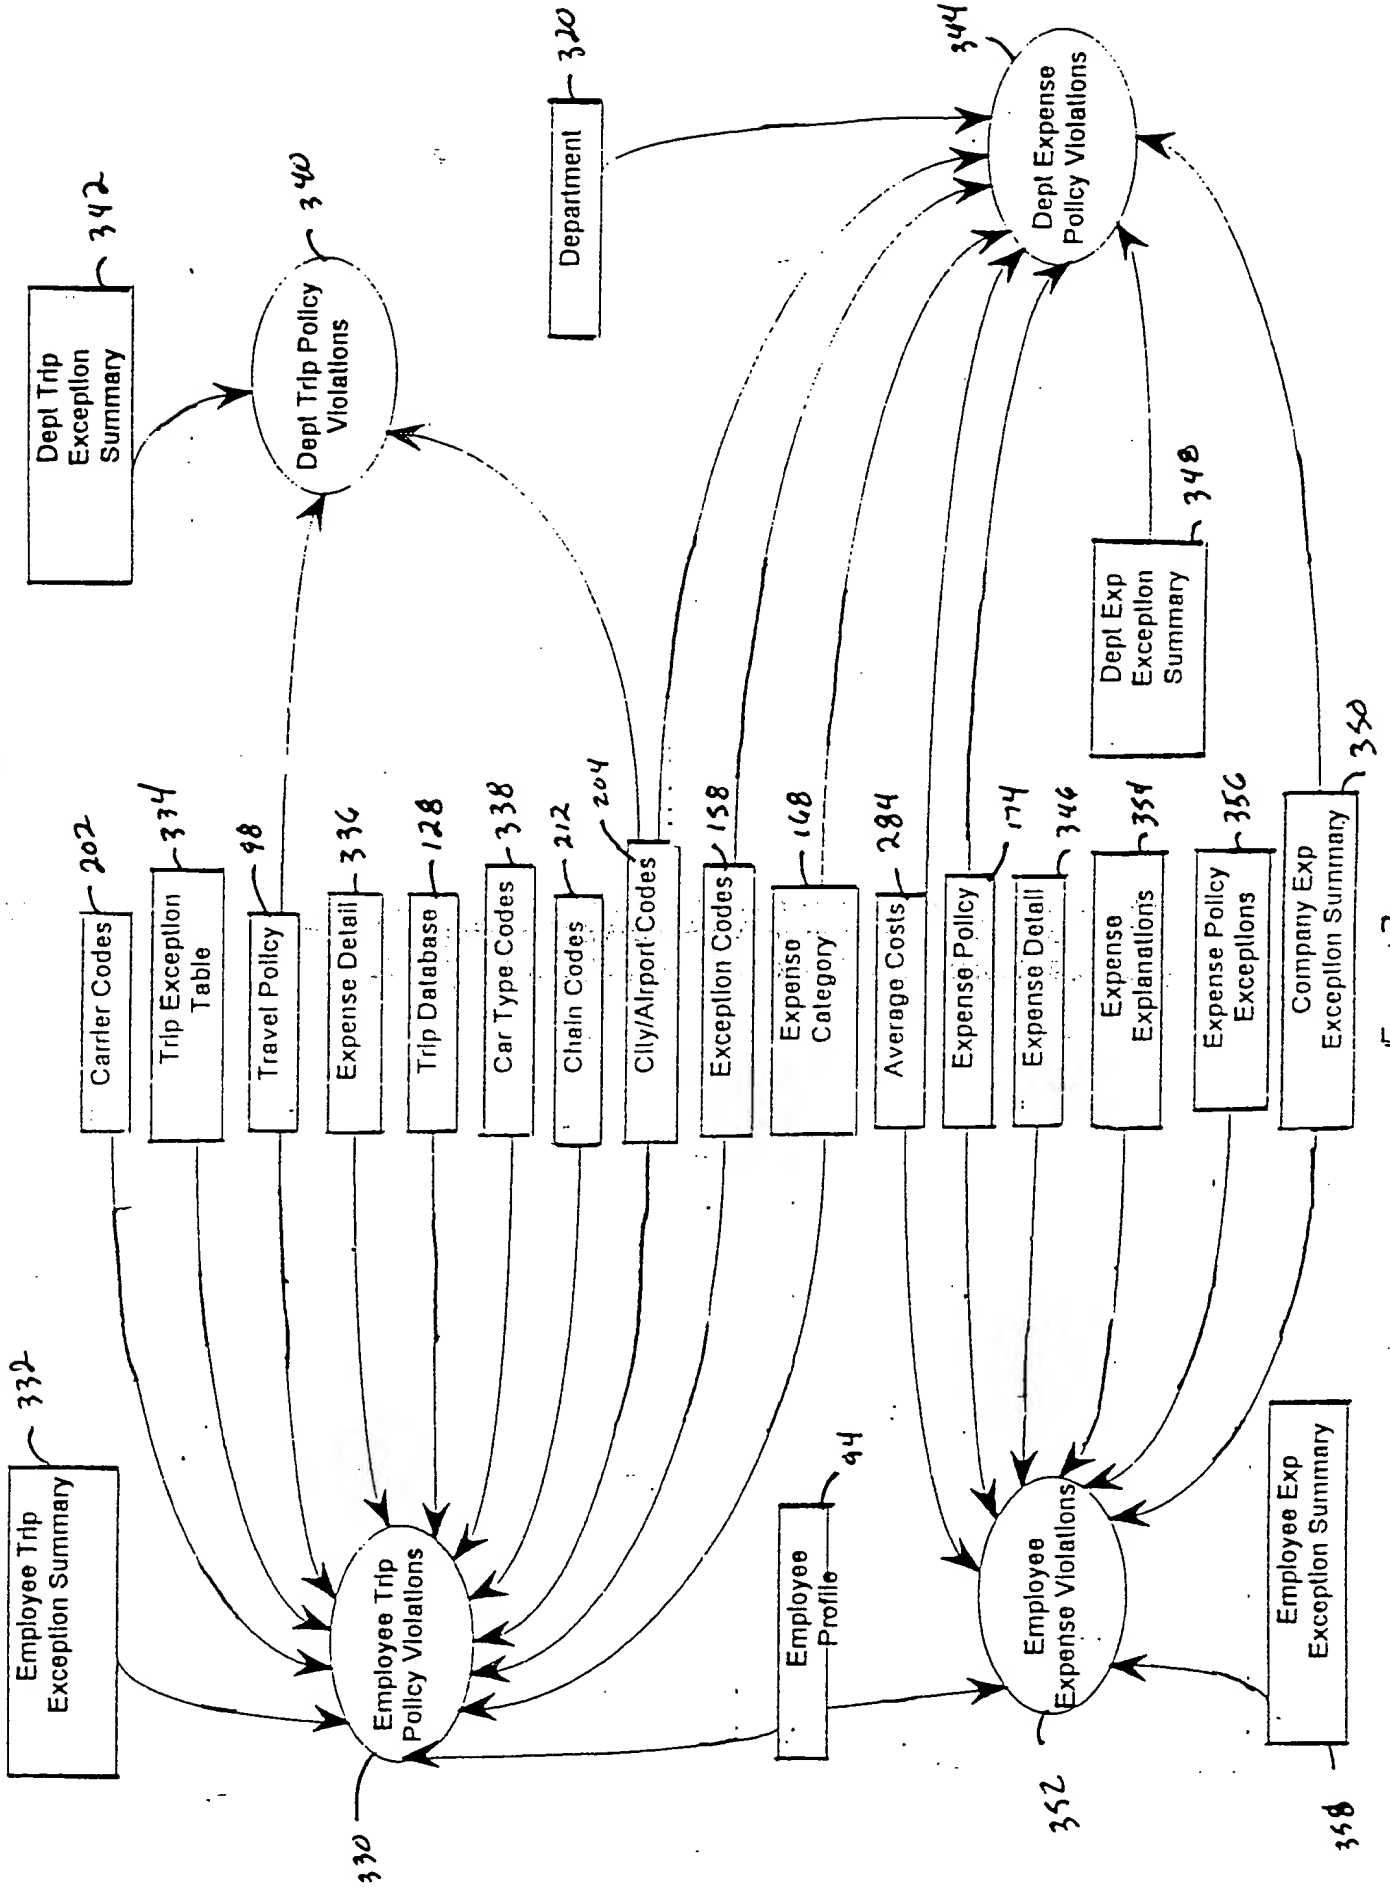 Employee Trip
Exception Summary
332
Carrier Codes
202
Dept Trip
Exception
Summary
342
Trip Exception
Table
334
Travel Policy
98
Dept Trip Policy
Violations
340
Expense Detail
336
Employee Trip
Policy Violations
330
Trip Database
128
Car Type Codes
338
Chain Codes
212
Department
320
City/Airport Codes
204
Exception Codes
158
Employee
Profile
94
Expense
Category
168
Average Costs
284
Expense Policy
174
Dept Expense
Policy Violations
344
Employee
Expense Violations
352
Expense Detail
346
Expense
Explanations
354
Dept Exp
Exception
Summary
348
Expense Policy
Exceptions
356
Employee Exp
Exception Summary
358
Company Exp
Exception Summary
350